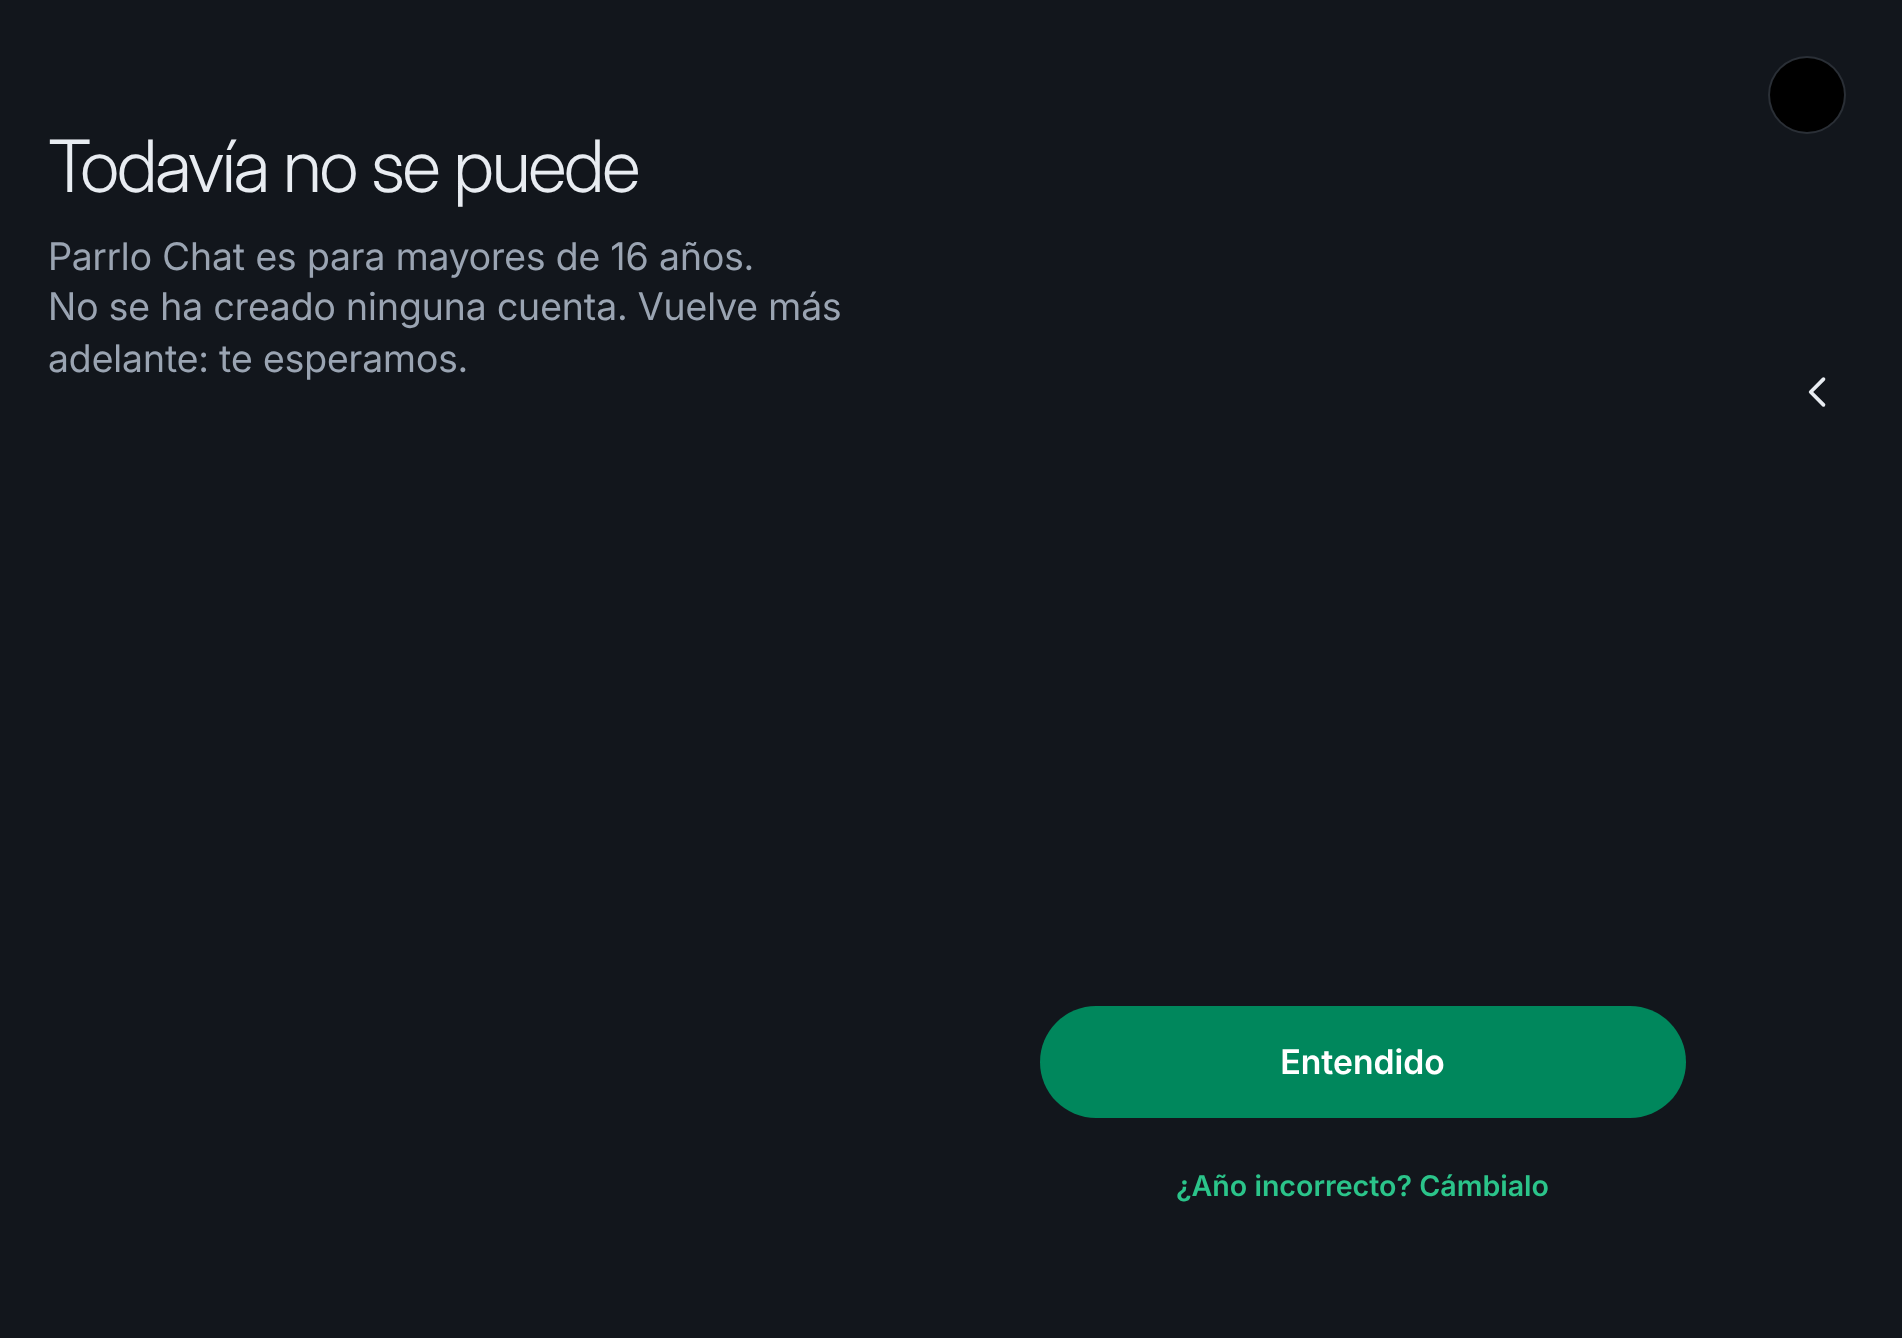 Todavía no se puede
Parrlo Chat es para mayores de 16 años.
No se ha creado ninguna cuenta. Vuelve más
adelante: te esperamos.
Entendido
¿Año incorrecto? Cámbialo